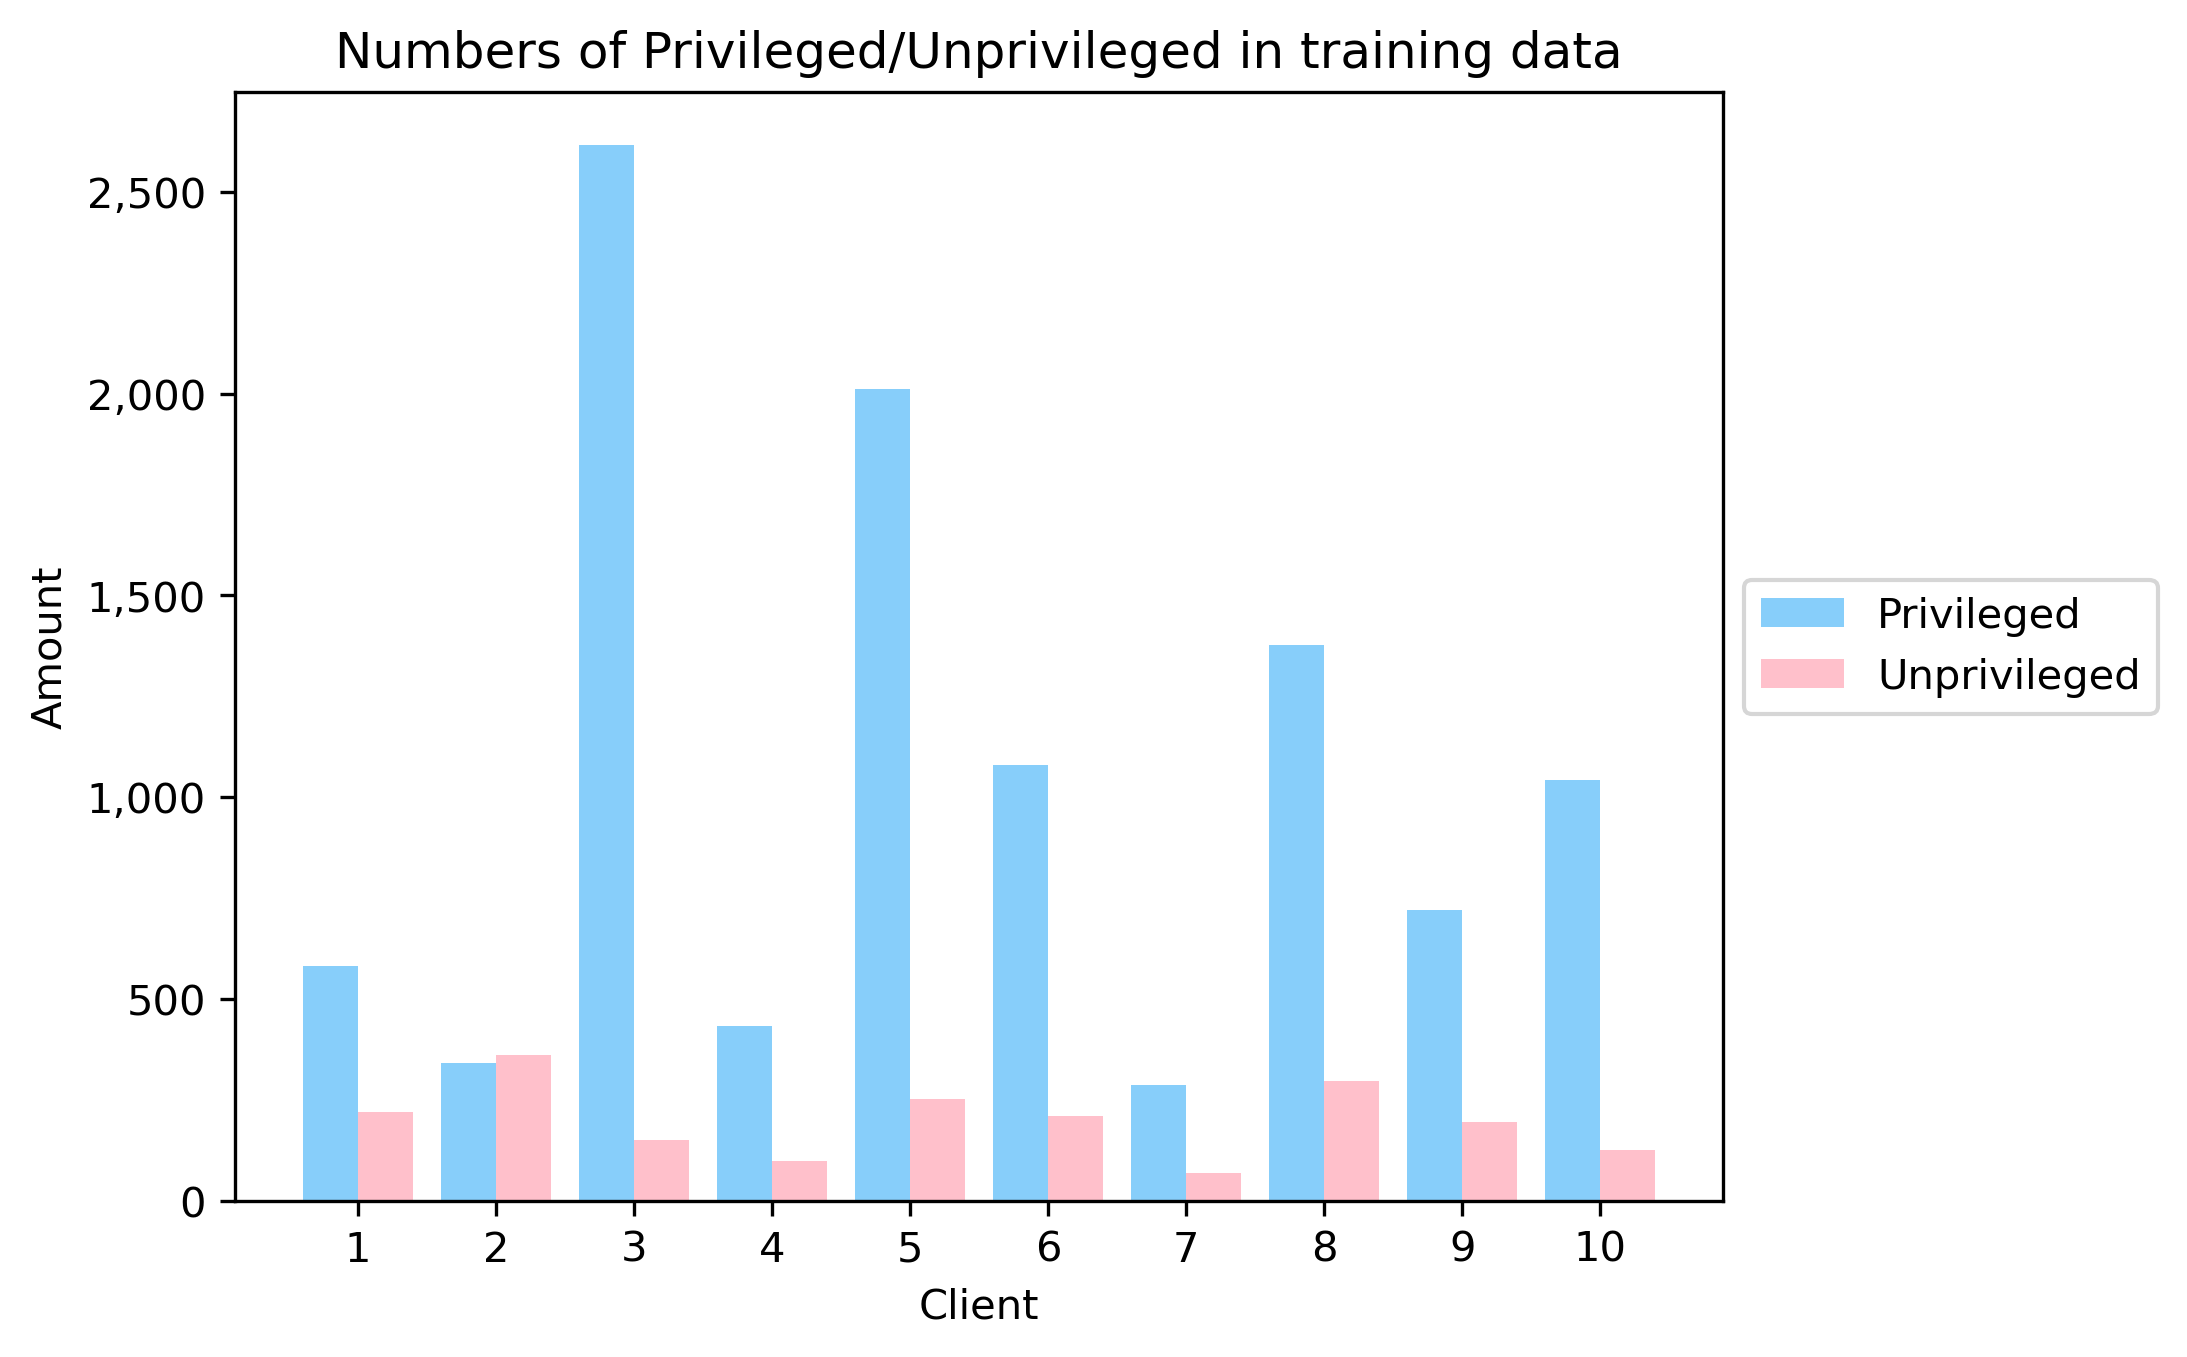 Numbers of Privileged/Unprivileged in training data
Amount
2,500
2,000
1,500
1,000
500
0
1 2 3 4 5 6 7 8 9 10
Client
Privileged
Unprivileged